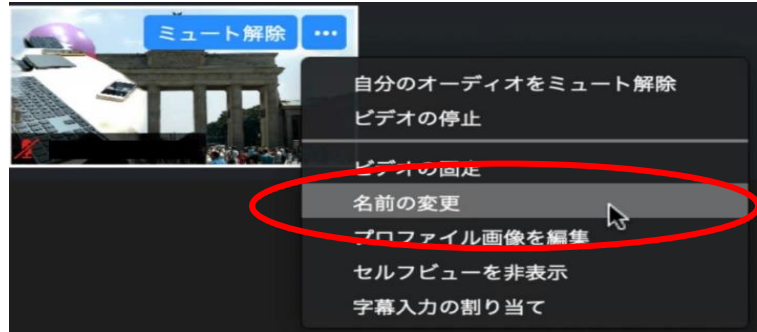 ミュート解除
自分のオーディオをミュート解除
ビデオの停止
ビデオの固定
名前の変更
プロファイル画像を編集
セルフビューを非表示
字幕入力の割り当て